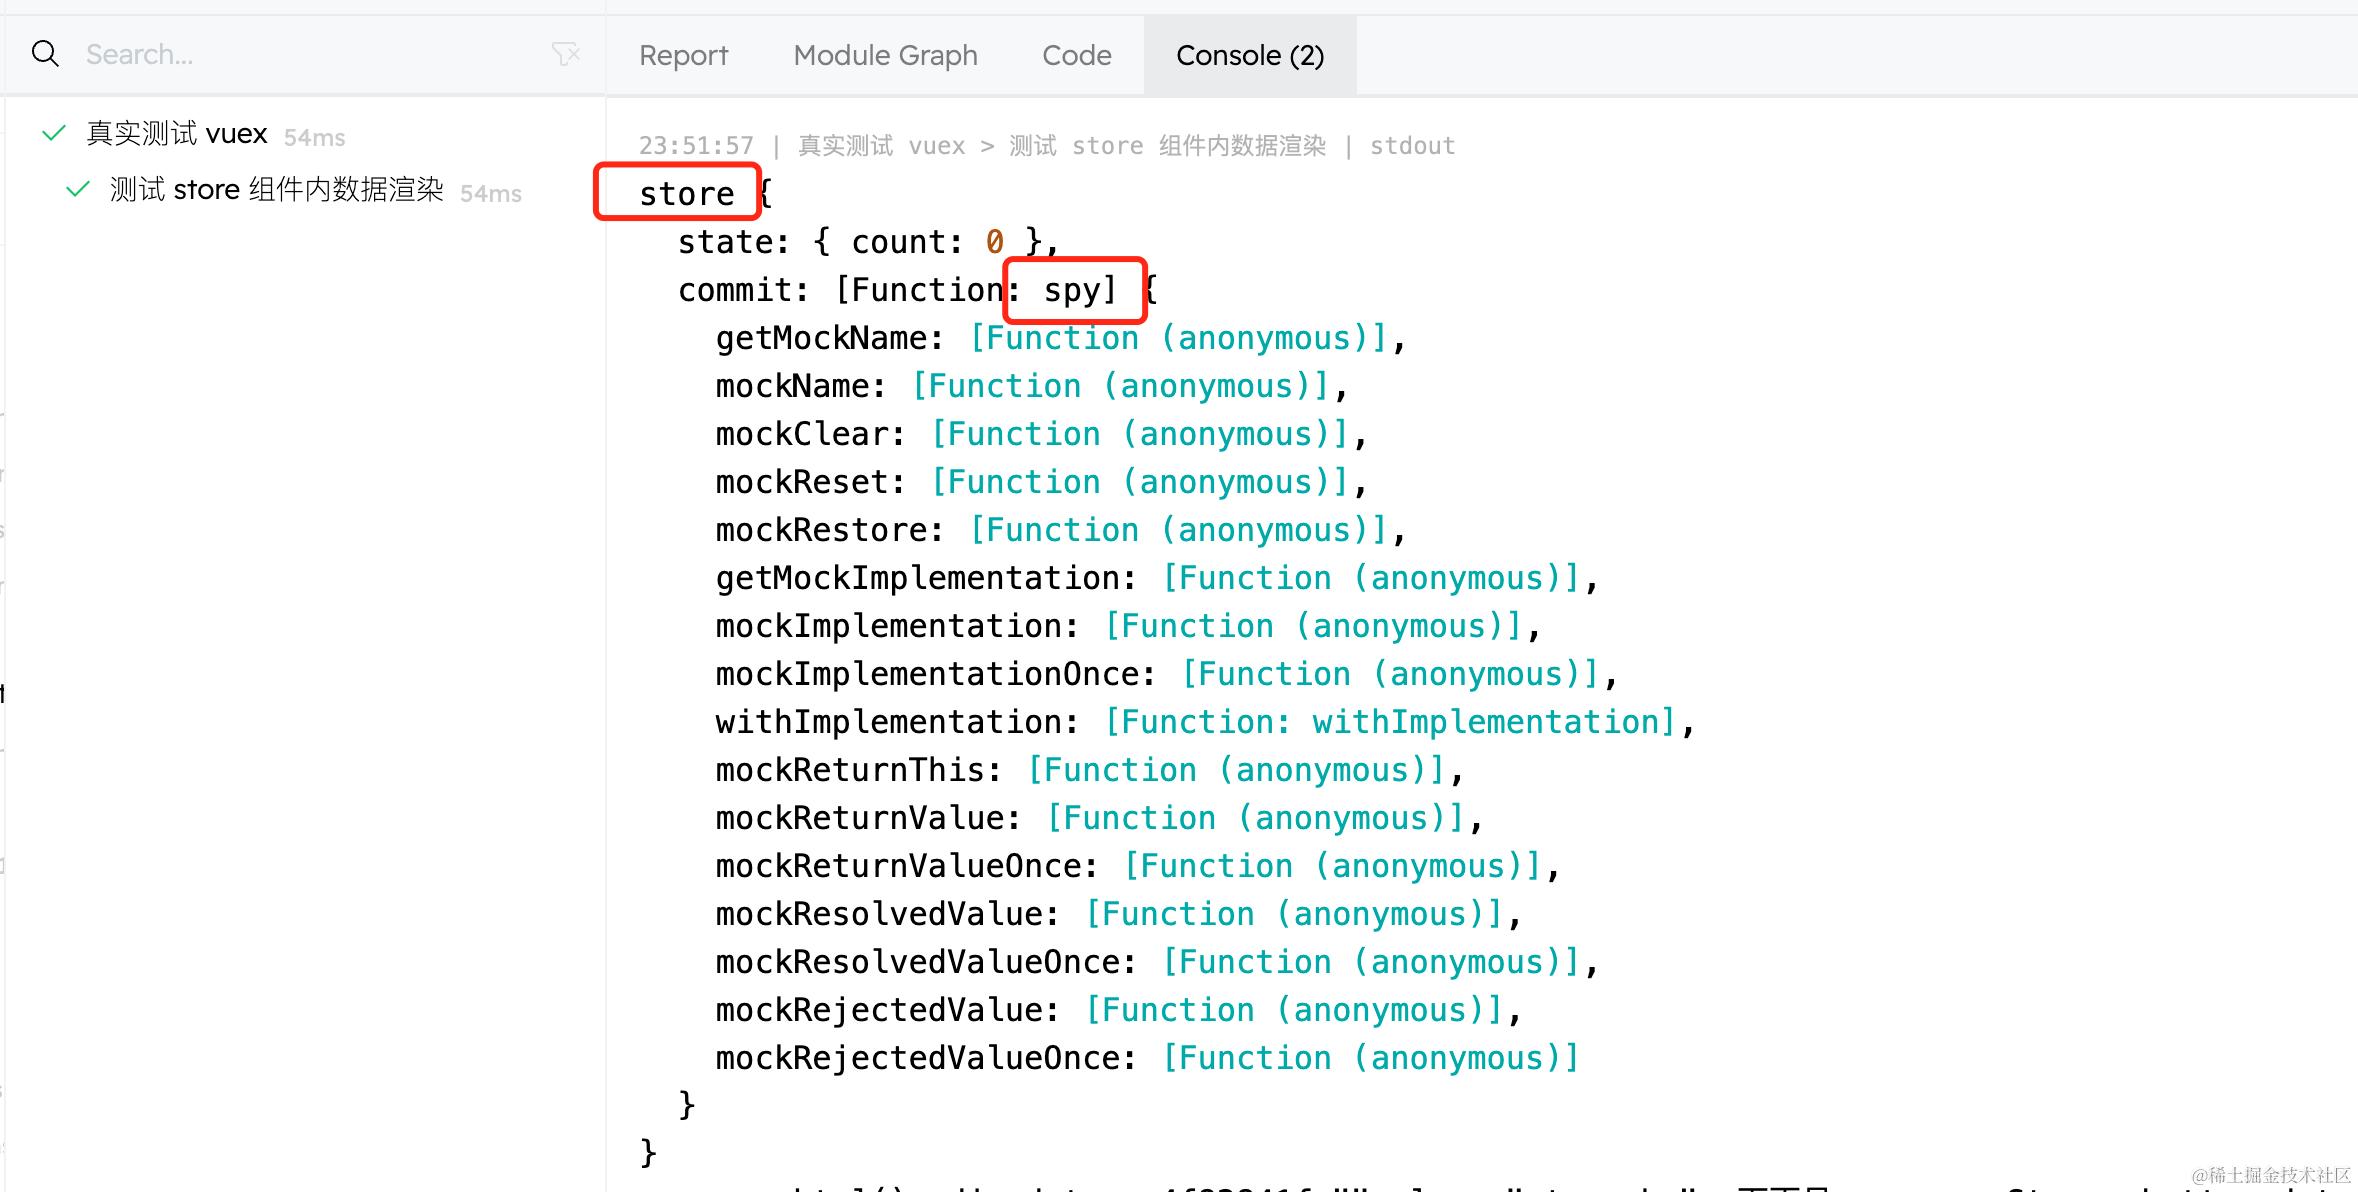 Search...
Report Module Graph Code Console (2)
真实测试 vuex 54ms
测试 store 组件内数据渲染 54ms
23:51:57 | 真实测试 vuex > 测试 store 组件内数据渲染 | stdout
store {
state: { count: 0 },
commit: [Function: spy] {
getMockName: [Function (anonymous)],
mockName: [Function (anonymous)],
mockClear: [Function (anonymous)],
mockReset: [Function (anonymous)],
mockRestore: [Function (anonymous)],
getMockImplementation: [Function (anonymous)],
mockImplementation: [Function (anonymous)],
mockImplementationOnce: [Function (anonymous)],
withImplementation: [Function: withImplementation],
mockReturnThis: [Function (anonymous)],
mockReturnValue: [Function (anonymous)],
mockReturnValueOnce: [Function (anonymous)],
mockResolvedValue: [Function (anonymous)],
mockResolvedValueOnce: [Function (anonymous)],
mockRejectedValue: [Function (anonymous)],
mockRejectedValueOnce: [Function (anonymous)]
}
}
@稀土掘金技术社区